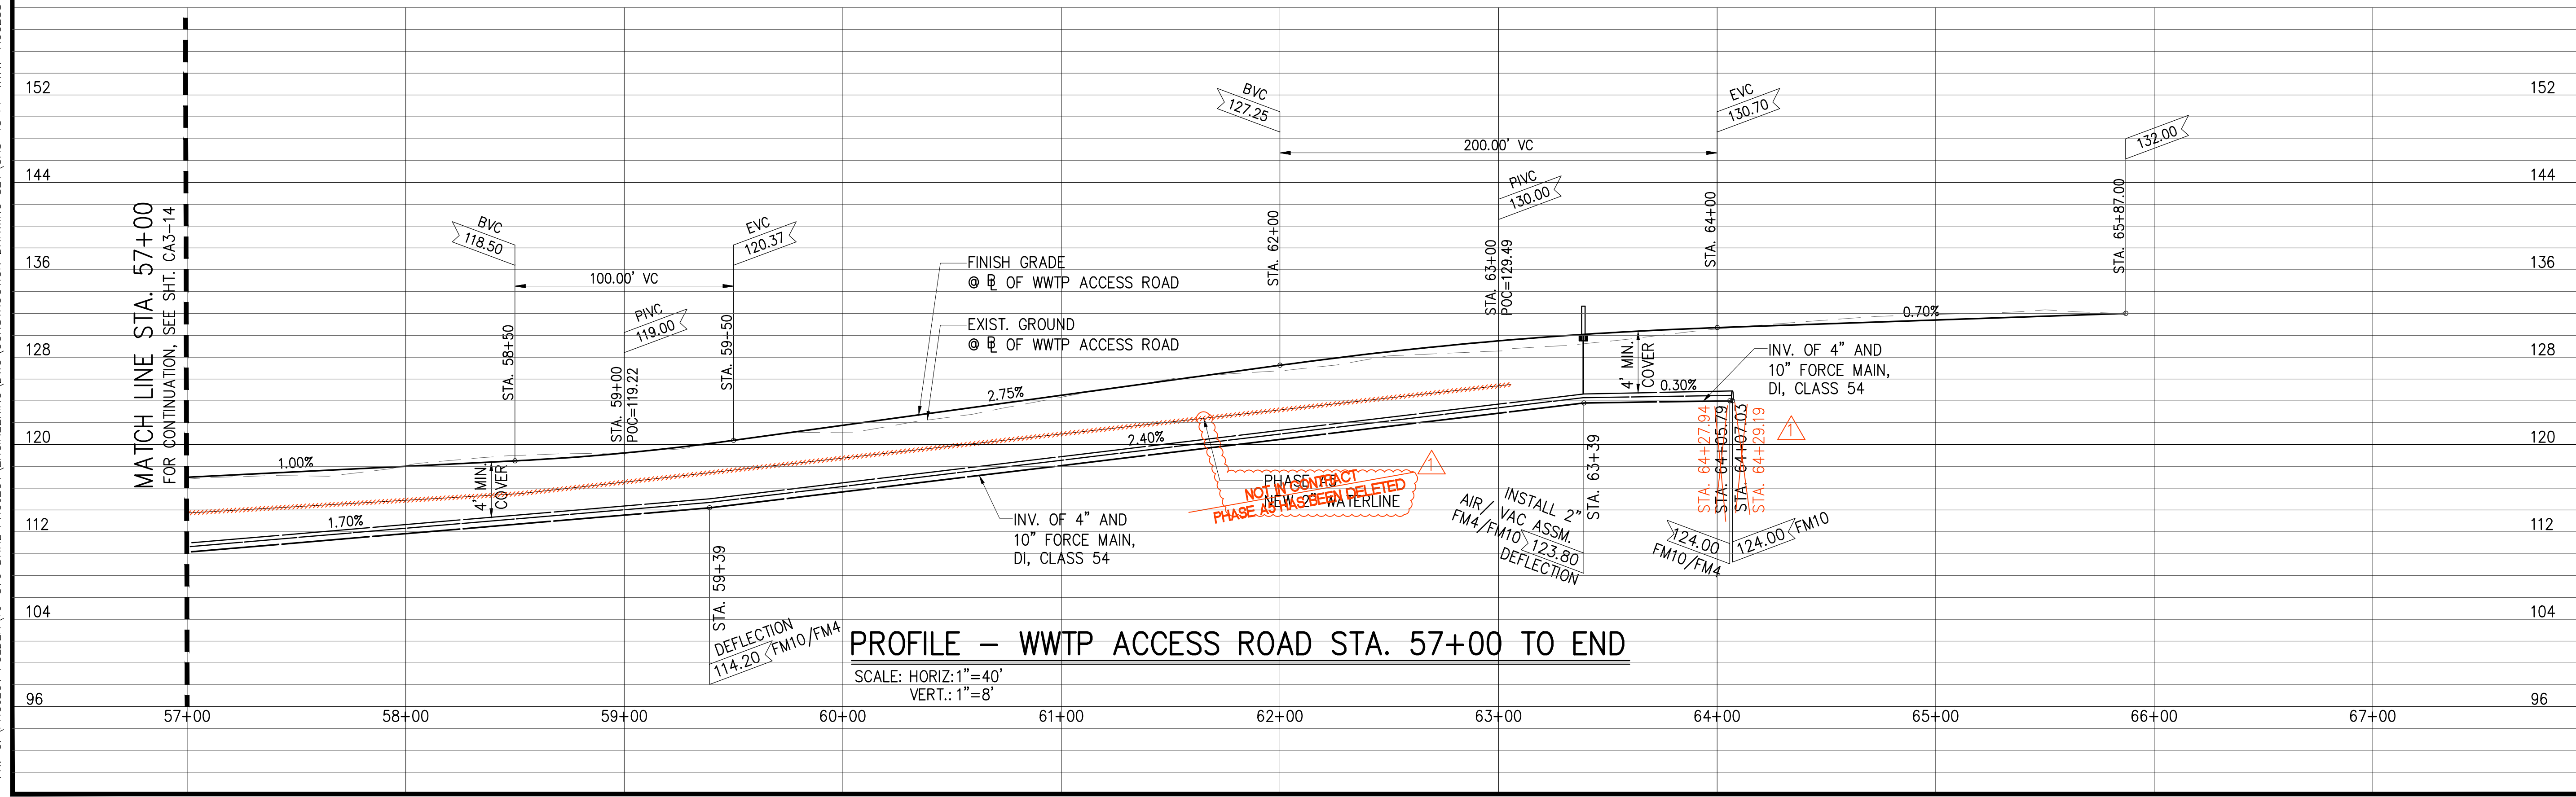 152
144
136
128
120
112
104
96
152
144
136
128
120
112
104
96
MATCH LINE STA. 57+00
FOR CONTINUATION, SEE SHT. CA3-14
BVC
118.50
STA. 58+50
100.00' VC
PIVC
119.00
STA. 59+00
POC=119.22
EVC
120.37
STA. 59+50
FINISH GRADE
@ ℄ OF WWTP ACCESS ROAD
EXIST. GROUND
@ ℄ OF WWTP ACCESS ROAD
BVC
127.25
STA. 62+00
200.00' VC
PIVC
130.00
STA. 63+00
POC=129.49
EVC
130.70
STA. 64+00
132.00
STA. 65+87.00
1.00%
2.75%
0.70%
1.70%
2.40%
0.30%
4' MIN.
COVER
4' MIN.
COVER
INV. OF 4" AND
10" FORCE MAIN,
DI, CLASS 54
INV. OF 4" AND
10" FORCE MAIN,
DI, CLASS 54
PHASE A3
NEW 2" WATERLINE
NOT IN CONTRACT
PHASE A3 HAS BEEN DELETED
1
INSTALL 2"
AIR/ VAC ASSM.
FM4/FM10 123.80
DEFLECTION
STA. 63+39
STA. 64+27.94
STA. 64+05.79
STA. 64+07.03
STA. 64+29.19
1
124.00
FM10/FM4
124.00 FM10
STA. 59+39
DEFLECTION
114.20 FM10/FM4
PROFILE - WWTP ACCESS ROAD STA. 57+00 TO END
SCALE: HORIZ:1"=40'
VERT.: 1"=8'
57+00
58+00
59+00
60+00
61+00
62+00
63+00
64+00
65+00
66+00
67+00